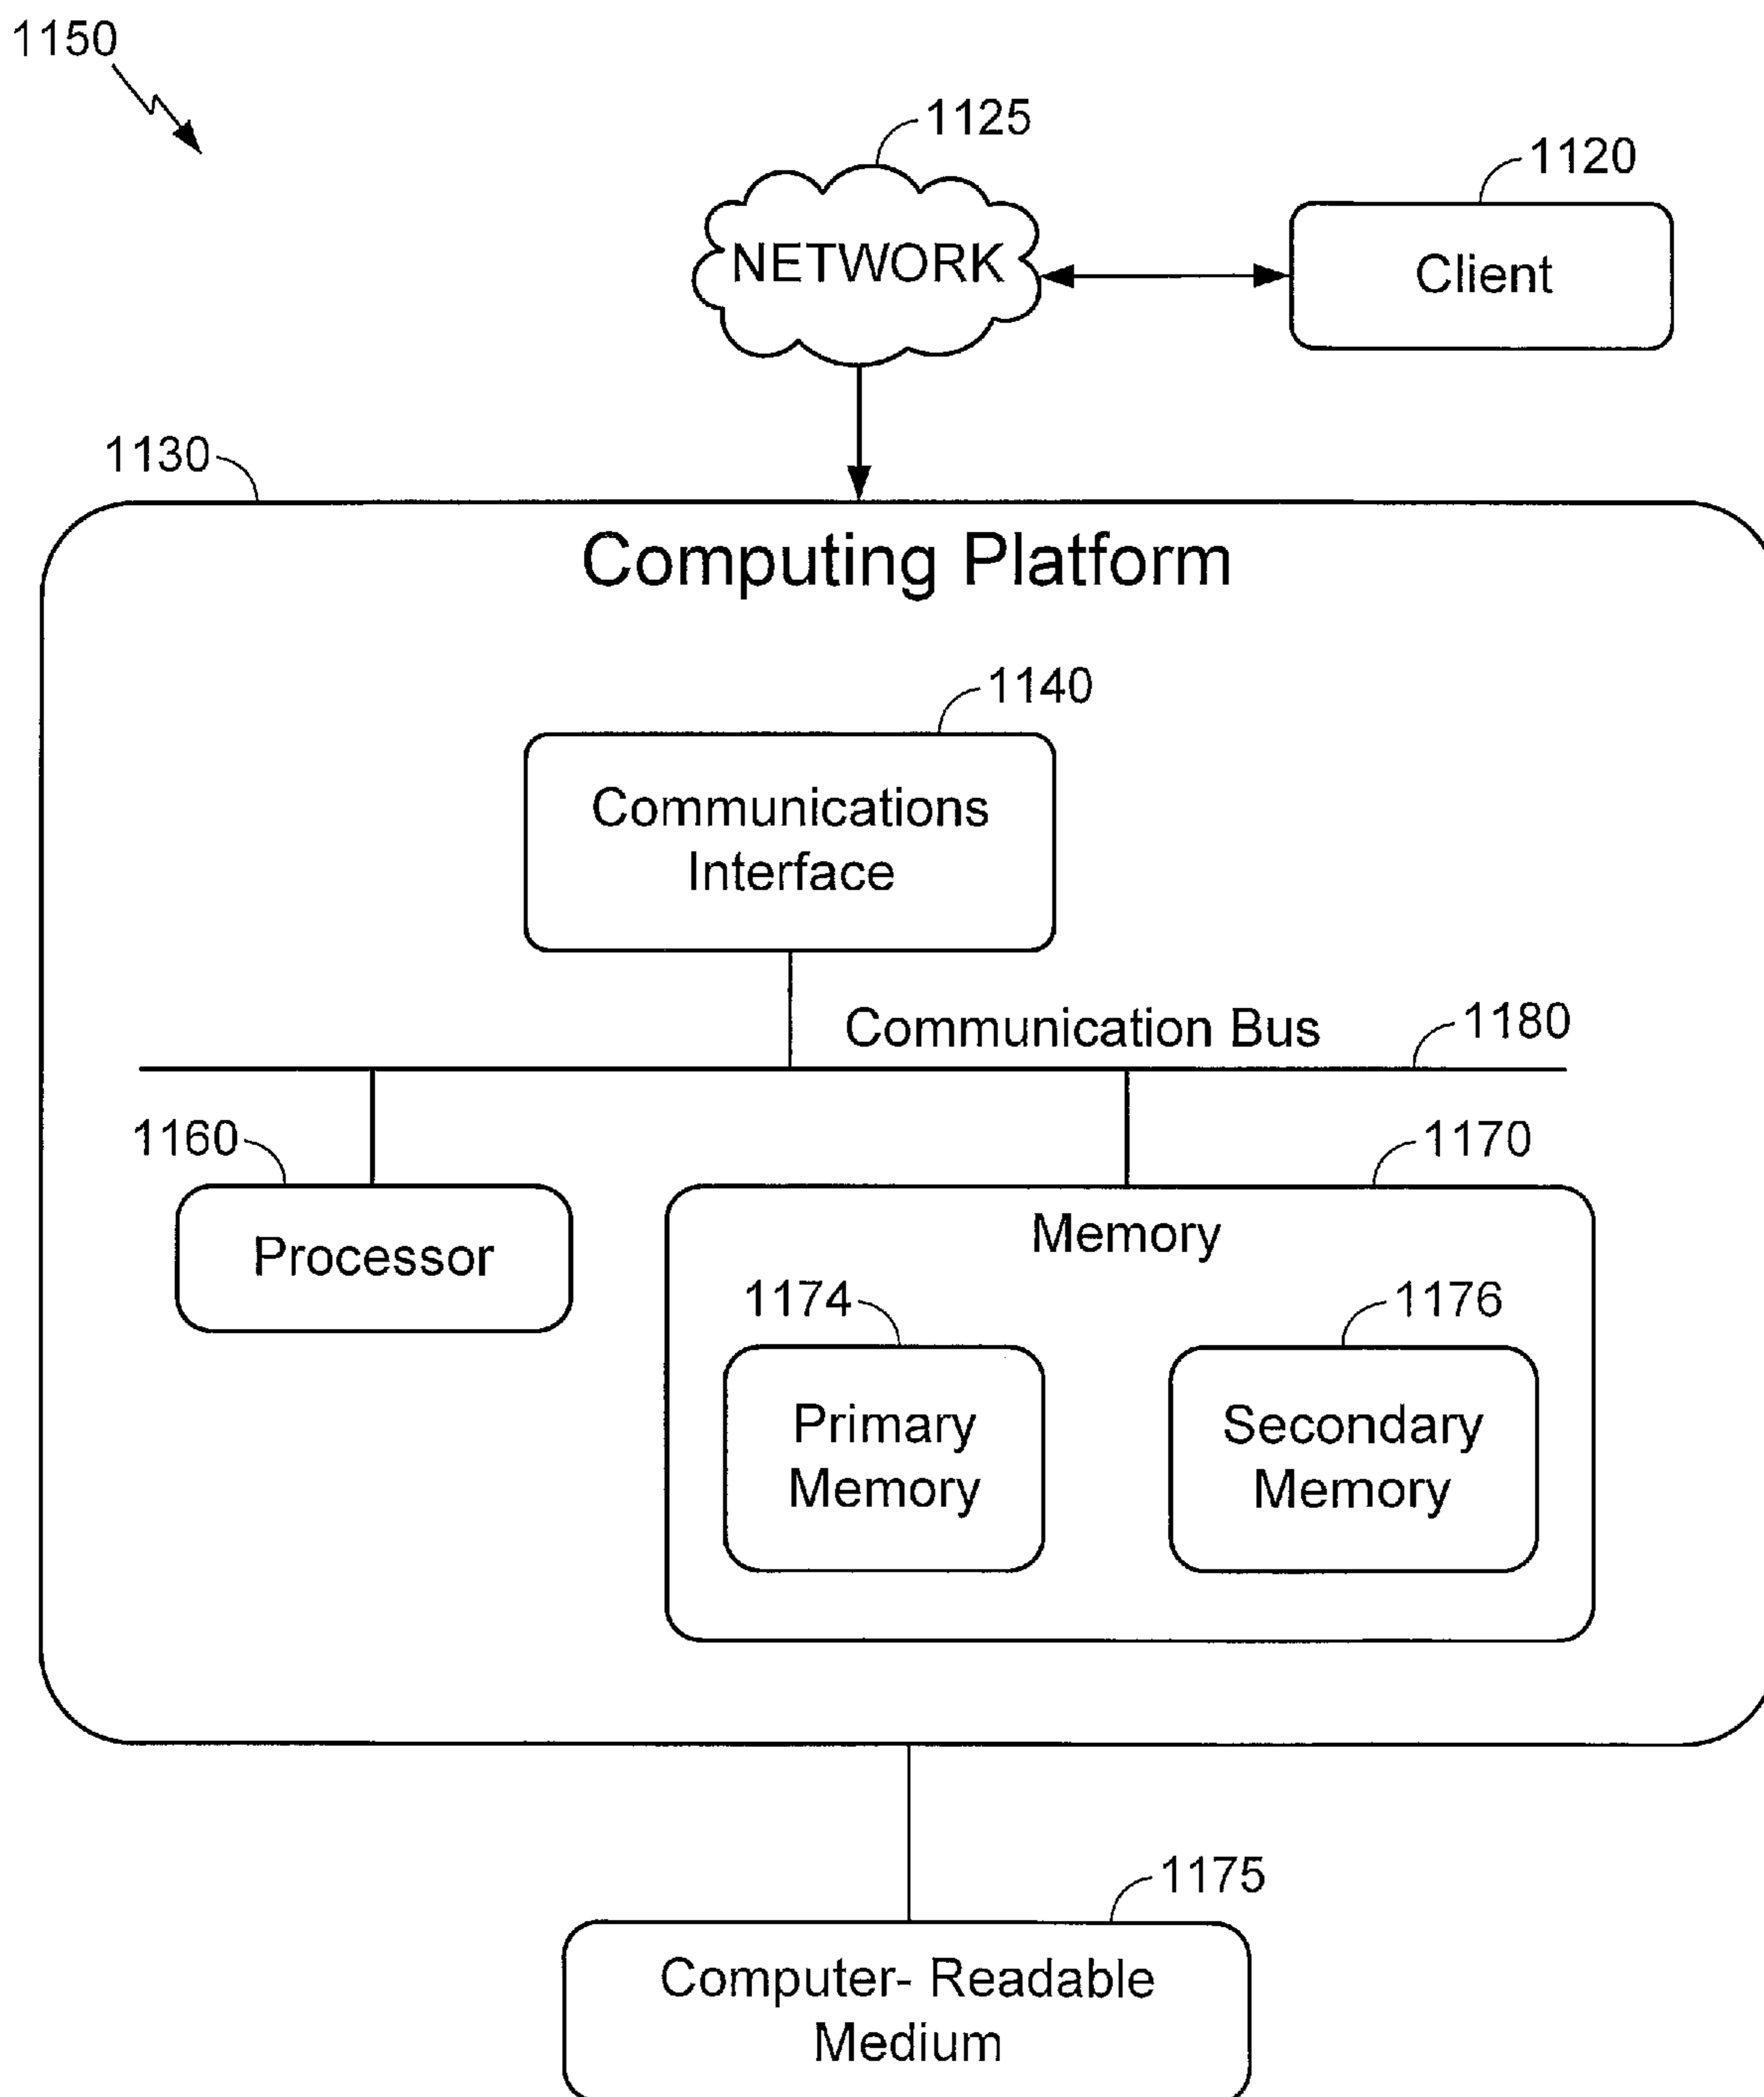 1150
1125
1120
NETWORK
Client
1130
Computing Platform
1140
Communications
Interface
Communication Bus
1180
1160
1170
Processor
Memory
1174
1176
Primary
Memory
Secondary
Memory
1175
Computer- Readable
Medium